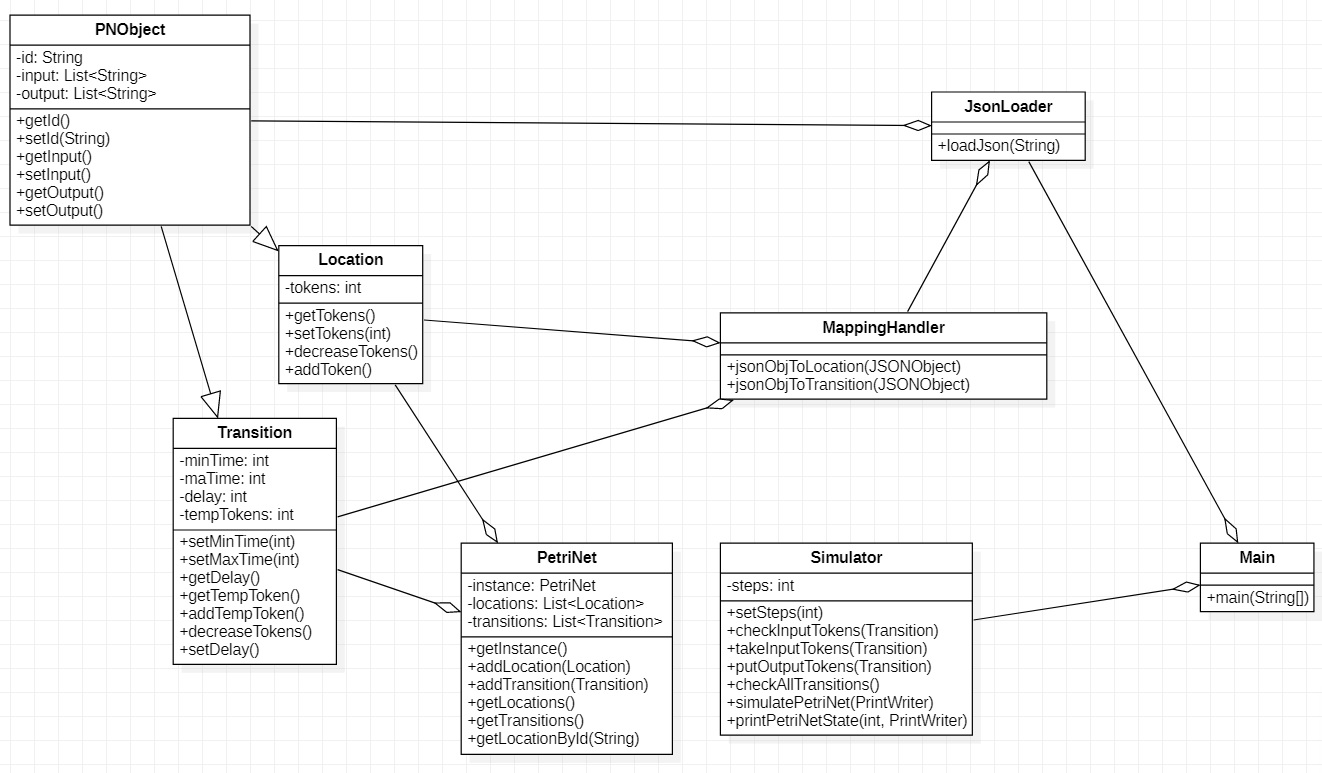 PNObject
-id: String
-input: List<String>
-output: List<String>
+getId()
+setId(String)
+getInput()
+setInput()
+getOutput()
+setOutput()
JsonLoader
+loadJson(String)
Location
-tokens: int
+getTokens()
+setTokens(int)
+decreaseTokens()
+addToken()
MappingHandler
+jsonObjToLocation(JSONObject)
+jsonObjToTransition(JSONObject)
Transition
-minTime: int
-maTime: int
-delay: int
-tempTokens: int
+setMinTime(int)
+setMaxTime(int)
+getDelay()
+getTempToken()
+addTempToken()
+decreaseTokens()
+setDelay()
PetriNet
-instance: PetriNet
-locations: List<Location>
-transitions: List<Transition>
+getInstance()
+addLocation(Location)
+addTransition(Transition)
+getLocations()
+getTransitions()
+getLocationById(String)
Simulator
-steps: int
+setSteps(int)
+checkInputTokens(Transition)
+takeInputTokens(Transition)
+putOutputTokens(Transition)
+checkAllTransitions()
+simulatePetriNet(PrintWriter)
+printPetriNetState(int, PrintWriter)
Main
+main(String[])